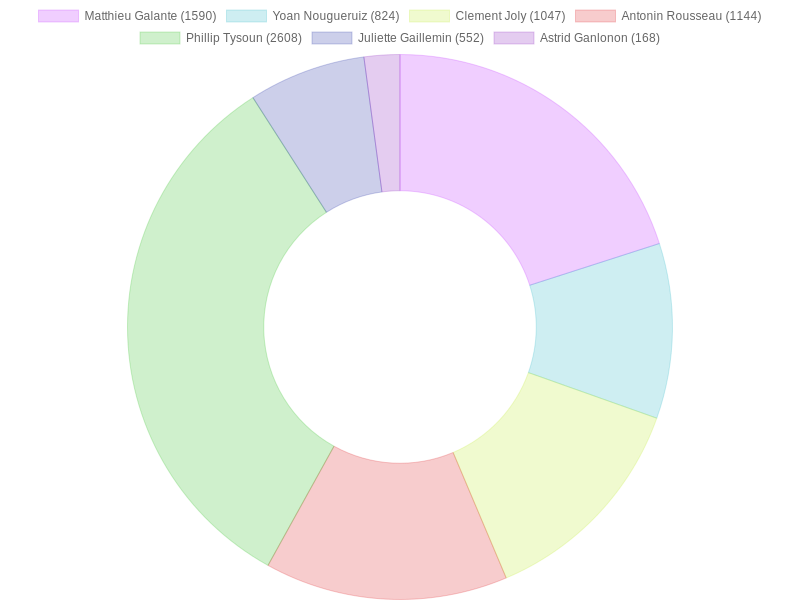 Matthieu Galante (1590) Yoan Nougueruiz (824) Clement Joly (1047) Antonin Rousseau (1144)
Phillip Tysoun (2608) Juliette Gaillemin (552) Astrid Ganlonon (168)